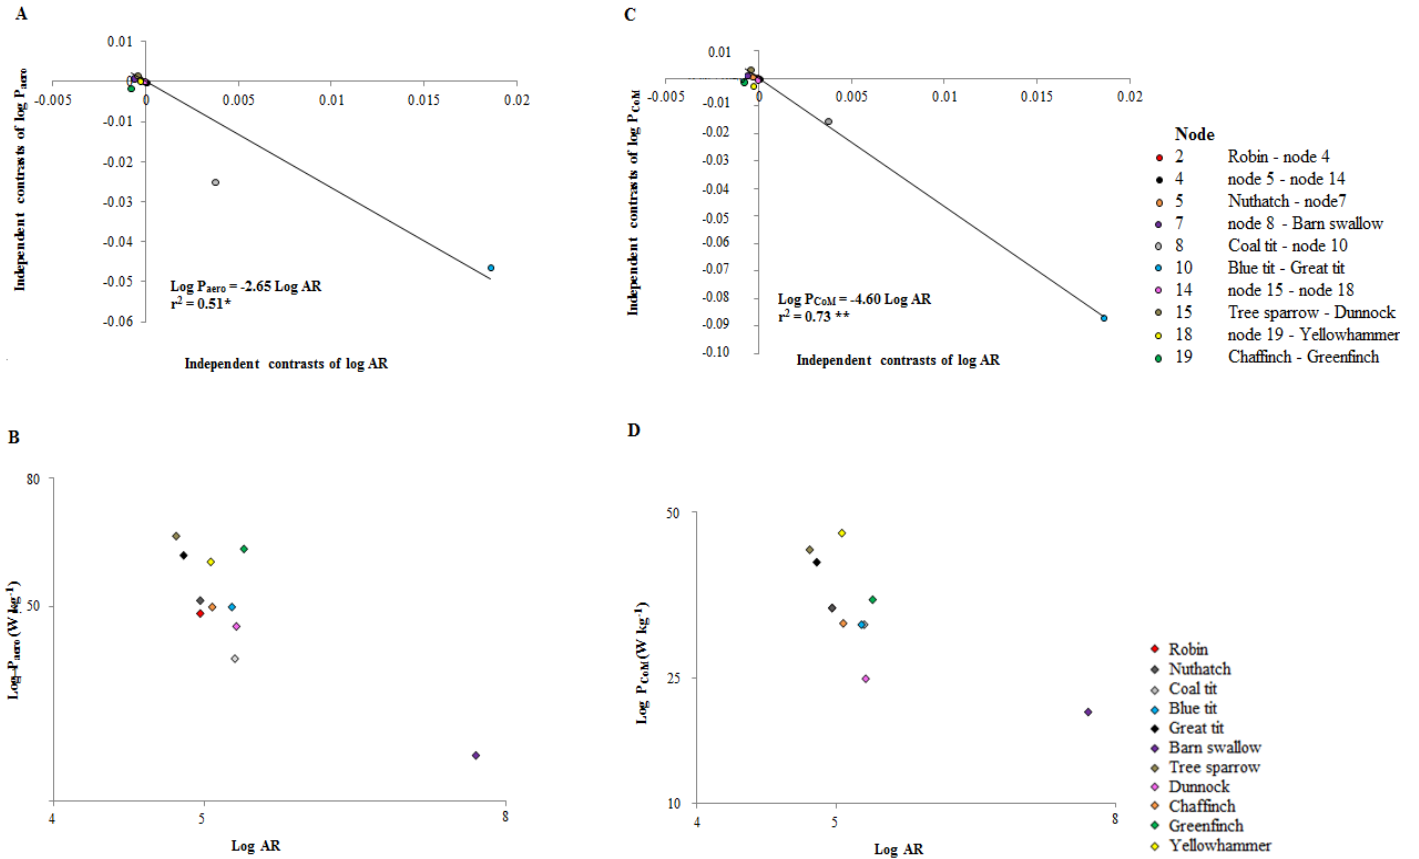 A
0.01
-0.005
0
0.005
0.01
0.015
0.02
-0.01
-0.02
-0.03
-0.04
-0.05
-0.06
Independent contrasts of log Paero
Log Paero = -2.65 Log AR
r2 = 0.51*
Independent contrasts of log AR
C
0.01
-0.005
0
0.005
0.01
0.015
0.02
-0.01
-0.02
-0.03
-0.04
-0.05
-0.06
-0.07
-0.08
-0.09
-0.10
Independent contrasts of log PCoM
Log PCoM = -4.60 Log AR
r2 = 0.73 **
Independent contrasts of log AR
Node
2 Robin - node 4
4 node 5 - node 14
5 Nuthatch - node7
7 node 8 - Barn swallow
8 Coal tit - node 10
10 Blue tit - Great tit
14 node 15 - node 18
15 Tree sparrow - Dunnock
18 node 19 - Yellowhammer
19 Chaffinch - Greenfinch
B
80
50
Log Paero (W kg-1)
4
5
8
Log AR
D
50
25
10
Log PCoM (W kg-1)
4
5
8
Log AR
Robin
Nuthatch
Coal tit
Blue tit
Great tit
Barn swallow
Tree sparrow
Dunnock
Chaffinch
Greenfinch
Yellowhammer